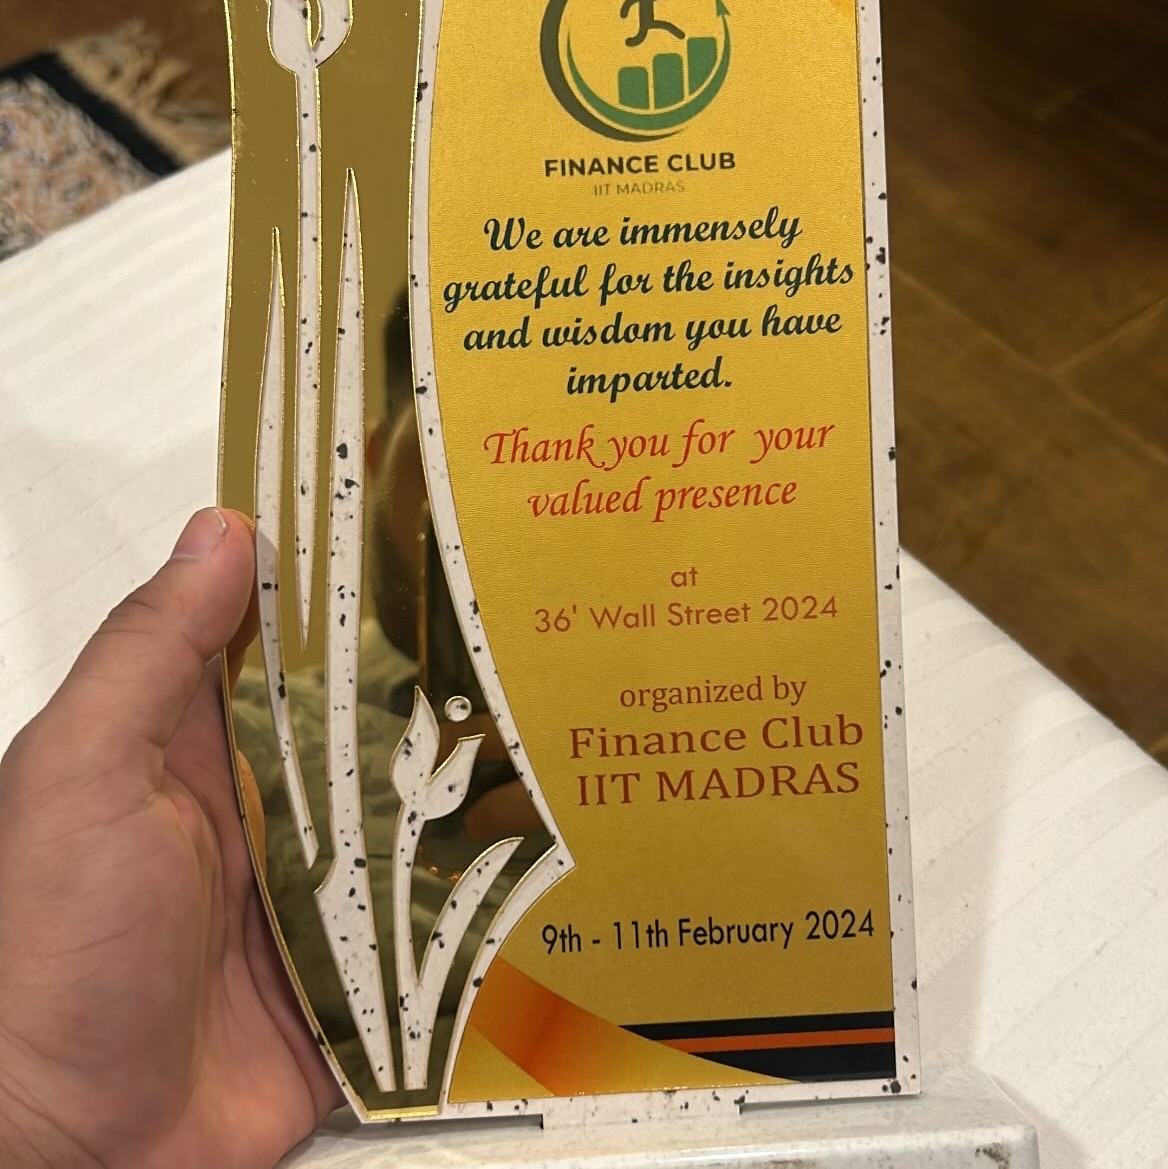 FINANCE CLUB
IIT MADRAS
We are immensely
grateful for the insights
and wisdom you have
imparted.
Thank you for your
valued presence
at
36' Wall Street 2024
organized by
Finance Club
IIT MADRAS
9th - 11th February 2024